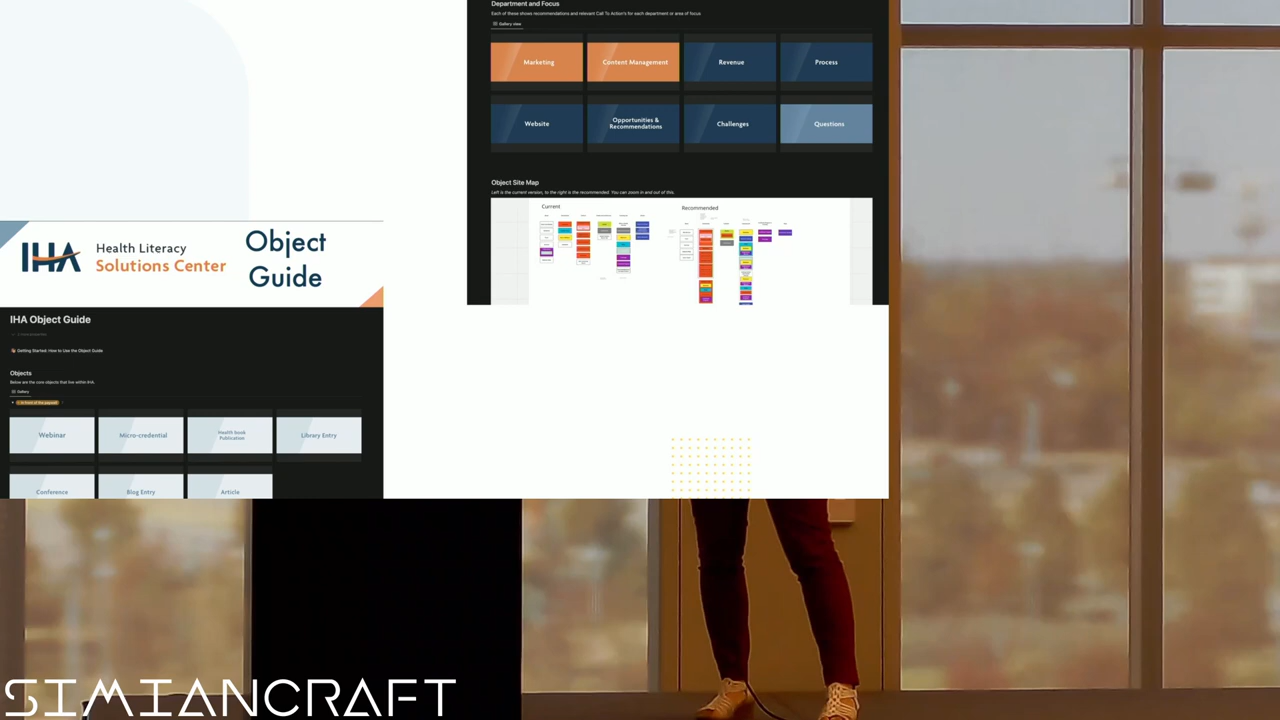 Department and Focus
Each of these shows recommendations and relevant Call To Action's for each department or area of focus
Gallery view
Marketing
Content Management
Revenue
Process
Website
Opportunities &
Recommendations
Challenges
Questions
Object Site Map
Left is the current version, to the right is the recommended. You can zoom in and out of this.
Current
Recommended
IHA
Health Literacy
Solutions Center
Object
Guide
IHA Object Guide
Getting Started: How to Use the Object Guide
Objects
Below are the core objects that live within IHA.
Gallery
Webinar
Micro-credential
Health book
Publication
Library Entry
Conference
Blog Entry
Article
SIMIANCRAFT